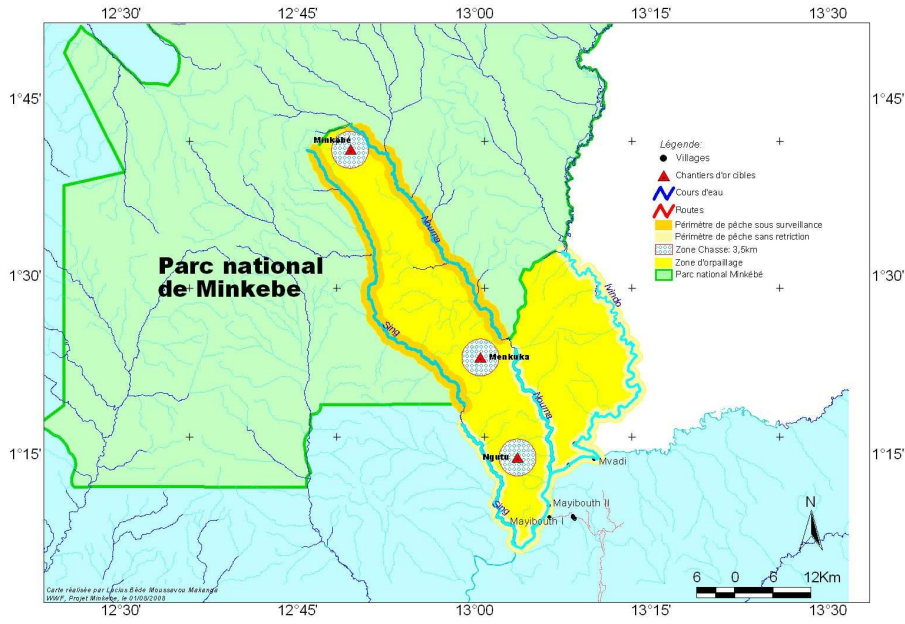 12°30' 12°45' 13°00' 13°15' 13°30'
1°45' 1°45'
Légende:
Villages
Minkébé
Chantiers d'or cibles
Cours d'eau
Routes
Périmètre de pêche sous surveillance
Nouma
Périmètre de pêche sans retriction
Zone Chasse: 3,5km
Zone d'orpaillage
Parc national Minkébé
Parc national
de Minkebe
1°30' 1°30'
Ivindo
Sing
Menkuka
Nouma
1°15' 1°15'
Ngutu
Mvadi
Sing
Mayibouth II
Mayibouth I
N
6 0 6 12Km
Carte réalisée par Lucius Bède Moussavou Makanga
WWF, Projet Minkebe, le 01/08/2008
12°30' 12°45' 13°00' 13°15' 13°30'